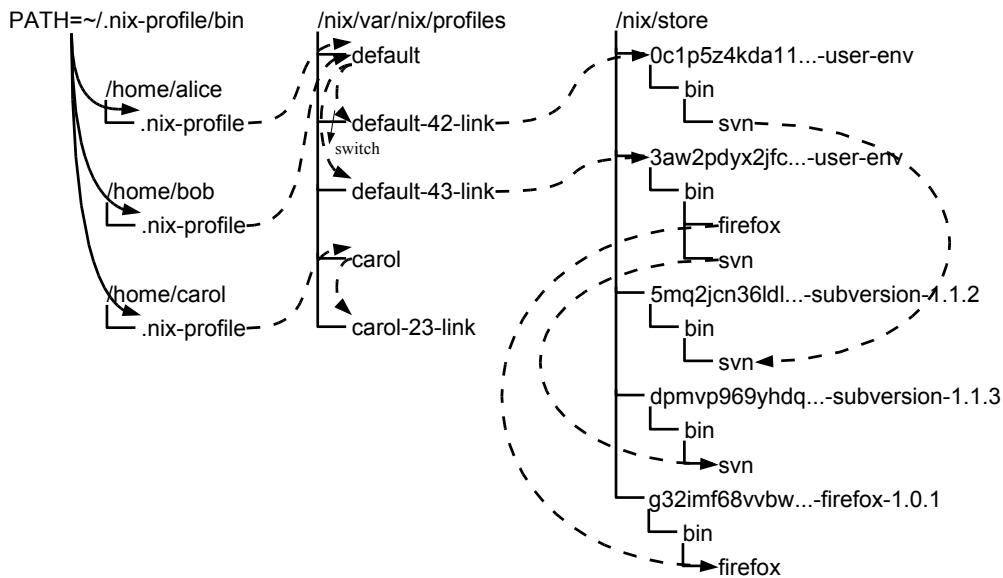 PATH=~/.nix-profile/bin
/home/alice
.nix-profile
/home/bob
.nix-profile
/home/carol
.nix-profile
/nix/var/nix/profiles
default
default-42-link
switch
default-43-link
carol
carol-23-link
/nix/store
0c1p5z4kda11...-user-env
bin
svn
3aw2pdyx2jfc...-user-env
bin
firefox
svn
5mq2jcn36ldl...-subversion-1.1.2
bin
svn
dpmvp969yhdq...-subversion-1.1.3
bin
svn
g32imf68vvbw...-firefox-1.0.1
bin
firefox